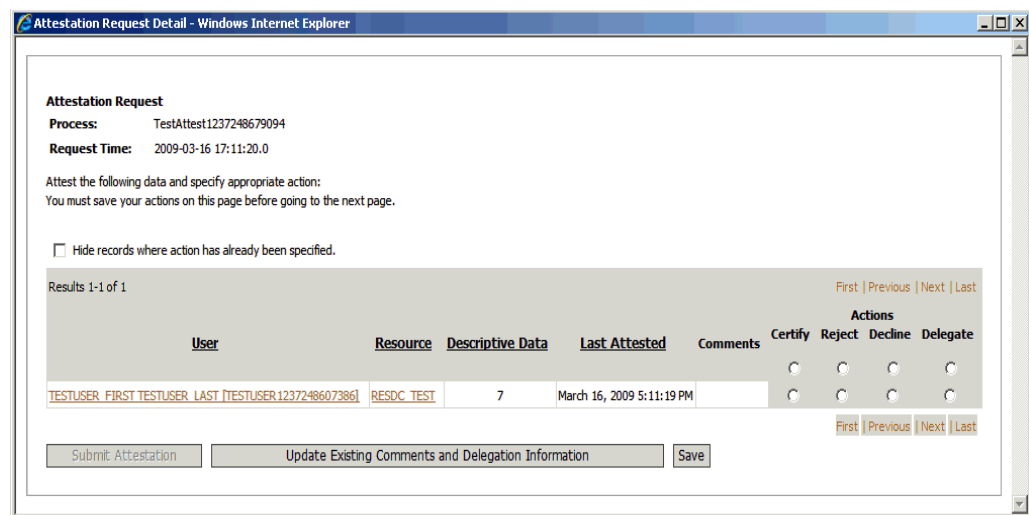 Attestation Request Detail - Windows Internet Explorer
Attestation Request
Process: TestAttest1237248679094
Request Time: 2009-03-16 17:11:20.0
Attest the following data and specify appropriate action:
You must save your actions on this page before going to the next page.
Hide records where action has already been specified.
Results 1-1 of 1 First | Previous | Next | Last
Actions
User Resource Descriptive Data Last Attested Comments Certify Reject Decline Delegate
TESTUSER_FIRST TESTUSER_LAST [TESTUSER1237248607386] RESDC_TEST 7 March 16, 2009 5:11:19 PM
First | Previous | Next | Last
Submit Attestation Update Existing Comments and Delegation Information Save